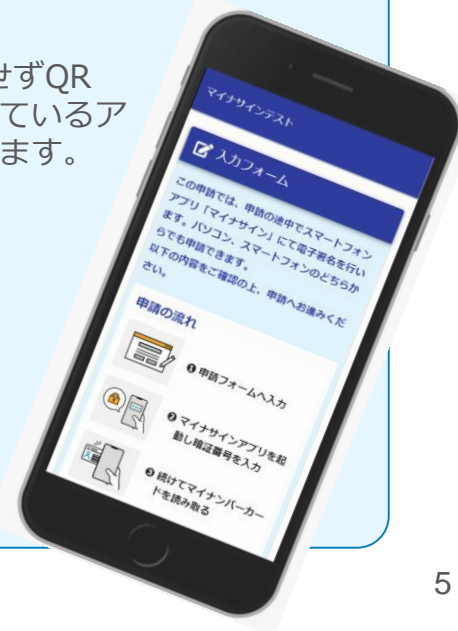 せずQR
ているア
ます。
マイナサインテスト
入力フォーム
この申請では、申請の途中でスマートフォン
アプリ「マイナサイン」にて電子署名を行い
ます。パソコン、スマートフォンのどちらか
らでも申請できます。
以下の内容をご確認の上、申請へお進みくだ
さい。
申請の流れ
❶ 申請フォームへ入力
❷ マイナサインアプリを起
動し暗証番号を入力
❸ 続けてマイナンバーカー
ドを読み取る
5